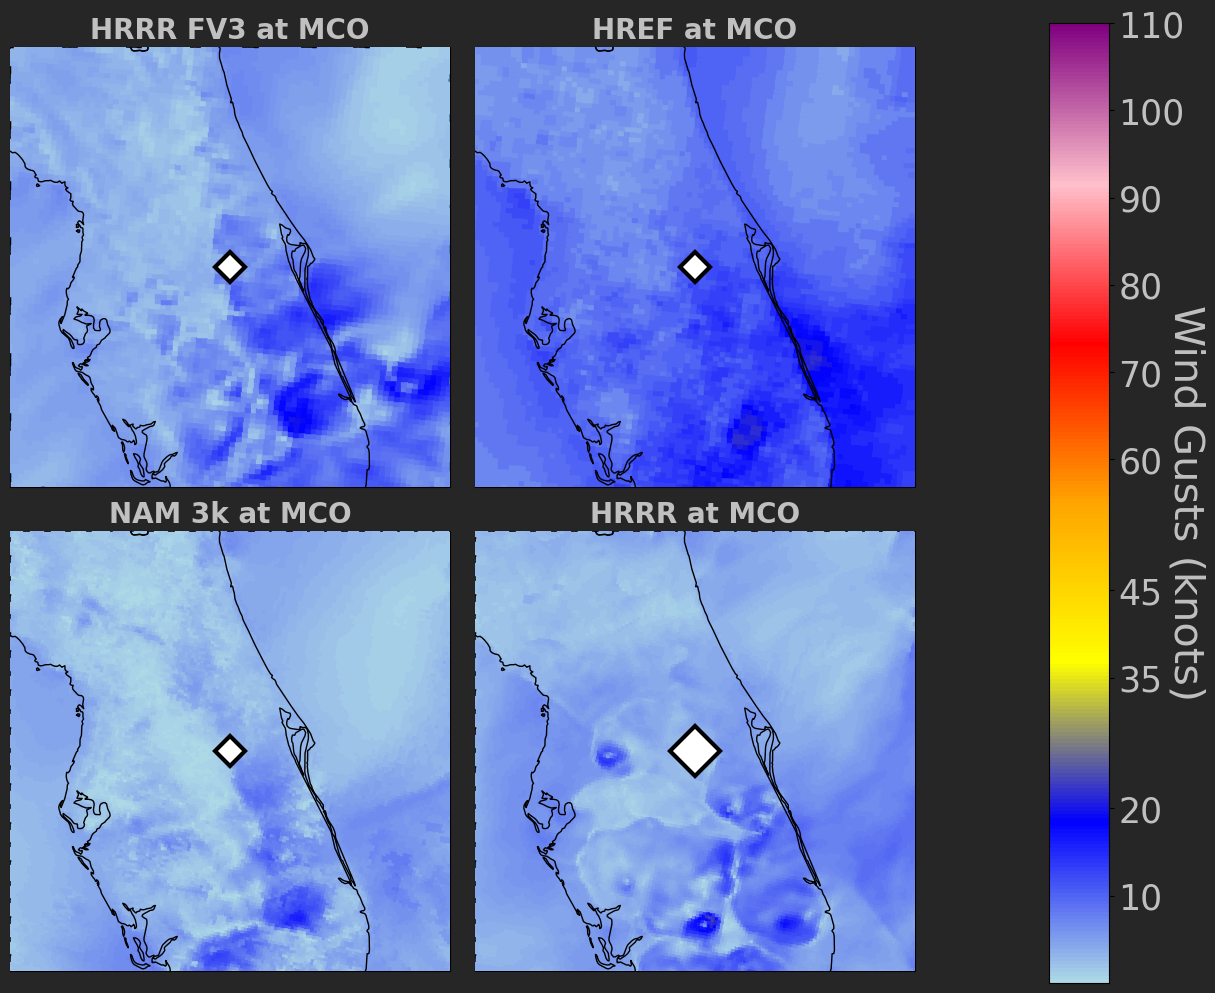 HRRR FV3 at MCO
HREF at MCO
NAM 3k at MCO
HRRR at MCO
110
100
90
80
70
60
45
35
20
10
Wind Gusts (knots)